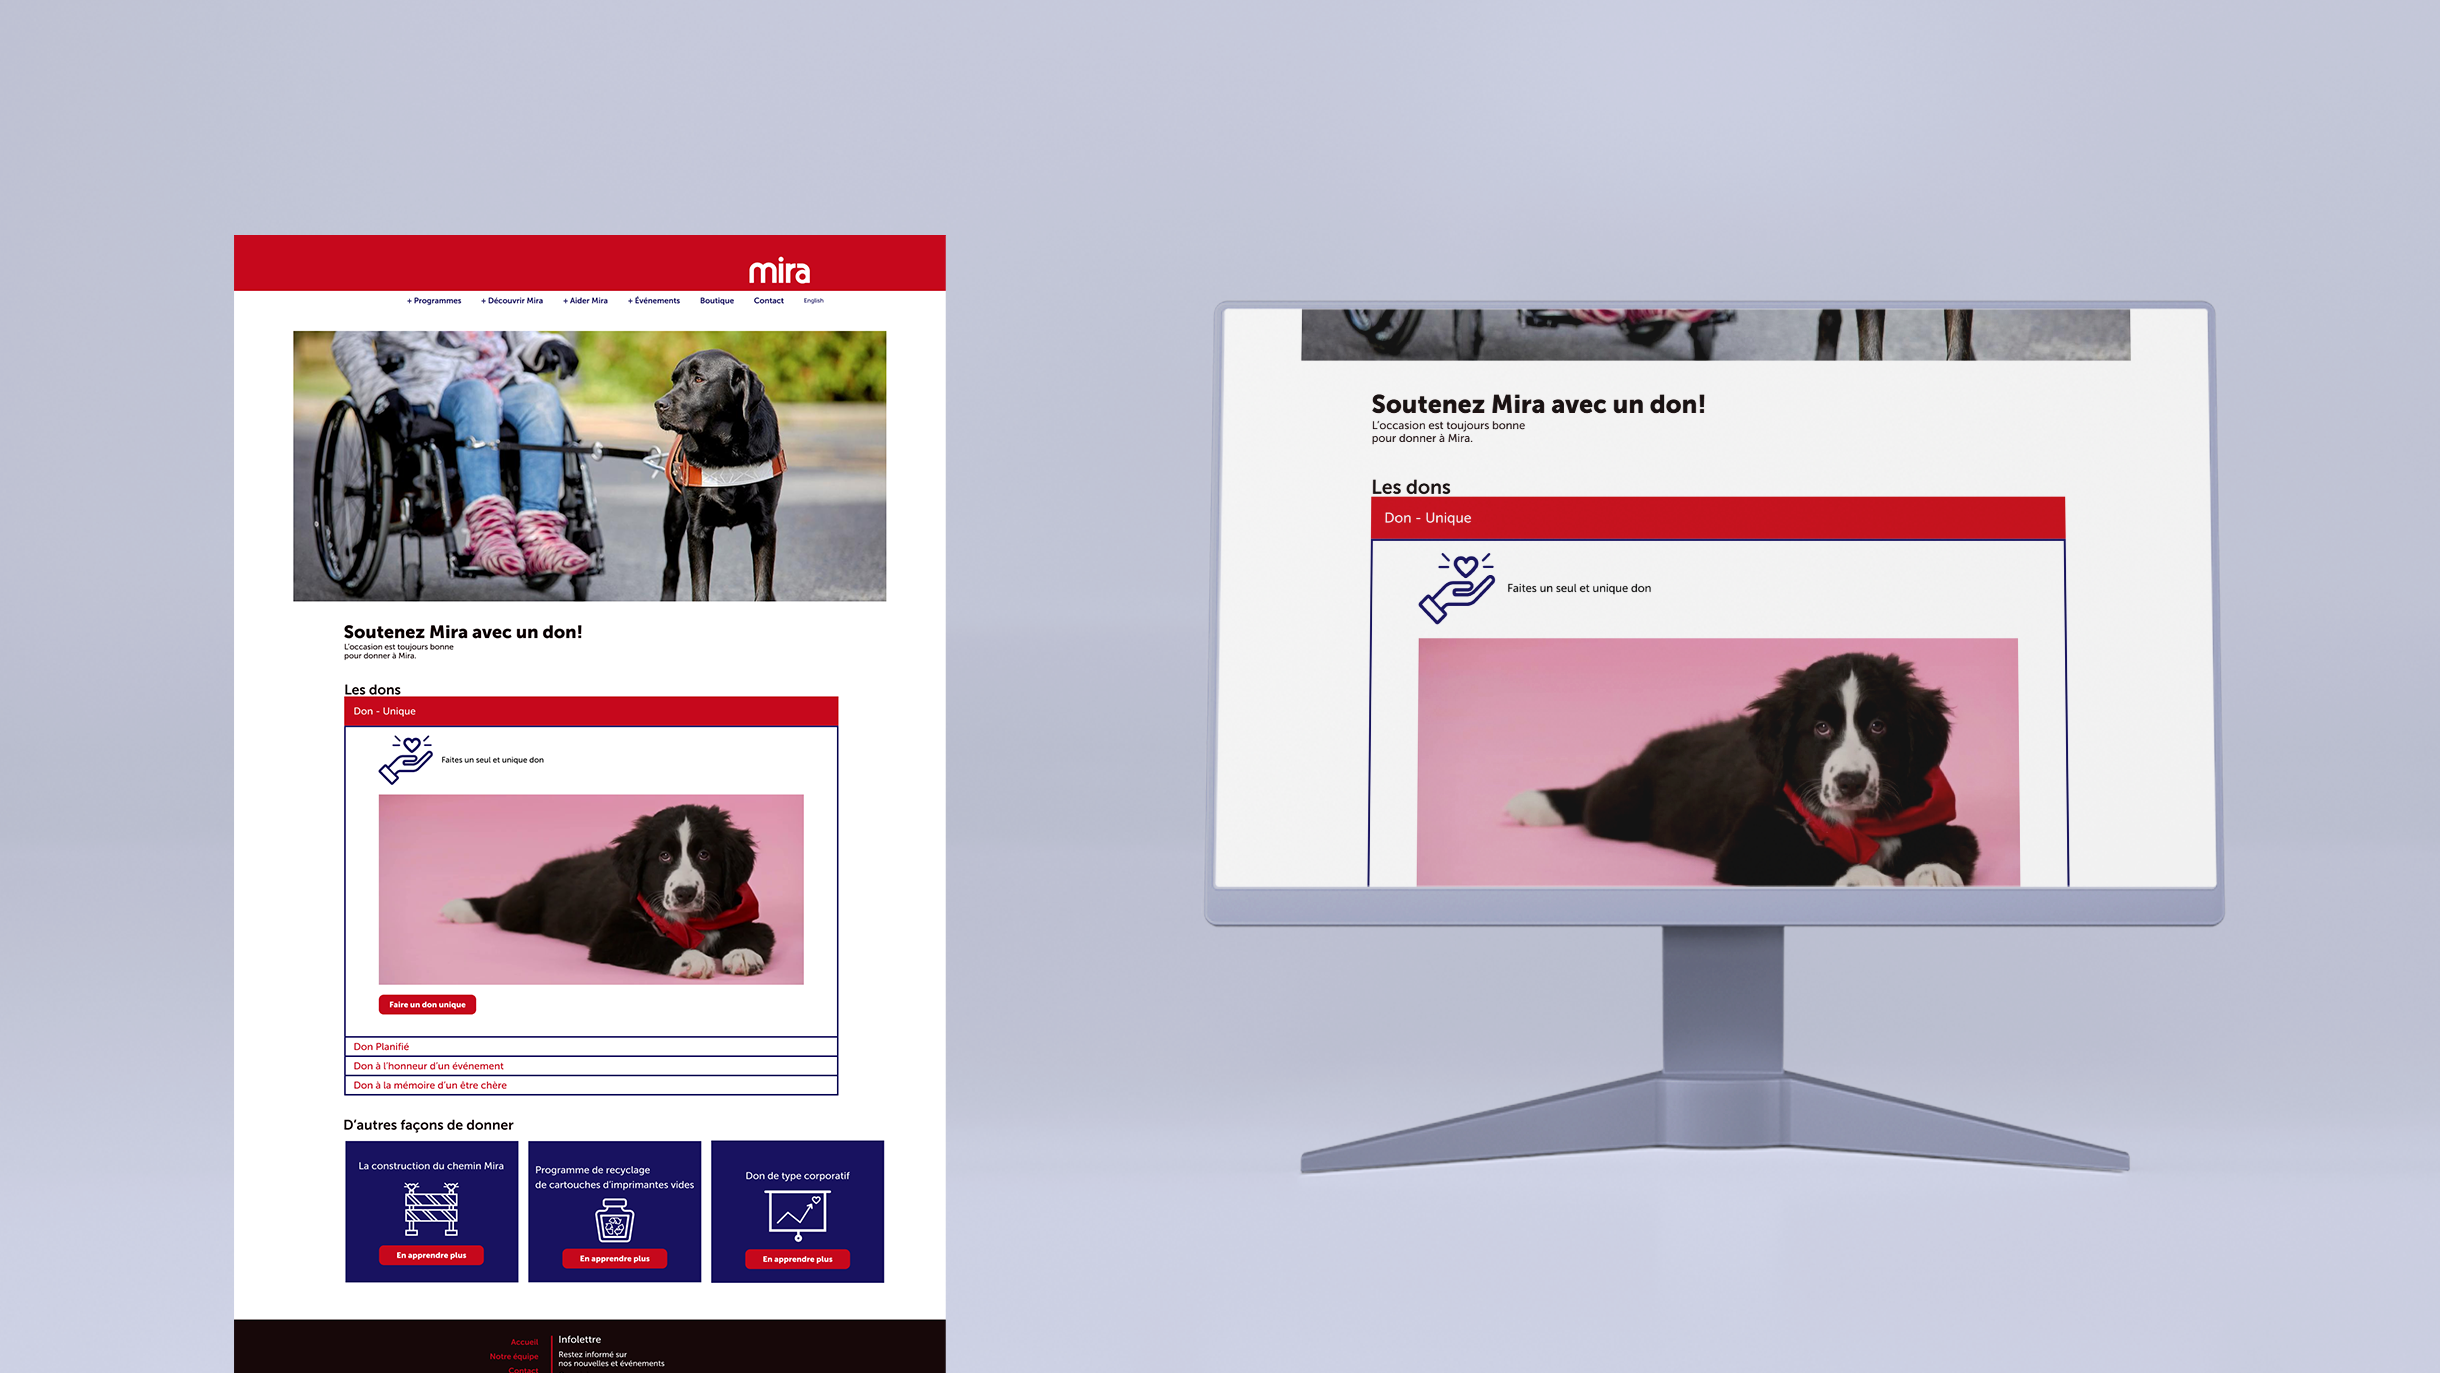 mira
+ Programmes + Découvrir Mira + Aider Mira + Événements Boutique Contact English
Soutenez Mira avec un don!
L'occasion est toujours bonne
pour donner à Mira.
Les dons
Don - Unique
Faites un seul et unique don
Faire un don unique
Don Planifié
Don à l'honneur d'un événement
Don à la mémoire d'un être chère
D'autres façons de donner
La construction du chemin Mira
En apprendre plus
Programme de recyclage
de cartouches d'imprimantes vides
En apprendre plus
Don de type corporatif
En apprendre plus
Accueil
Notre équipe
Contact
Infolettre
Restez informé sur
nos nouvelles et événements
Soutenez Mira avec un don!
L'occasion est toujours bonne
pour donner à Mira.
Les dons
Don - Unique
Faites un seul et unique don